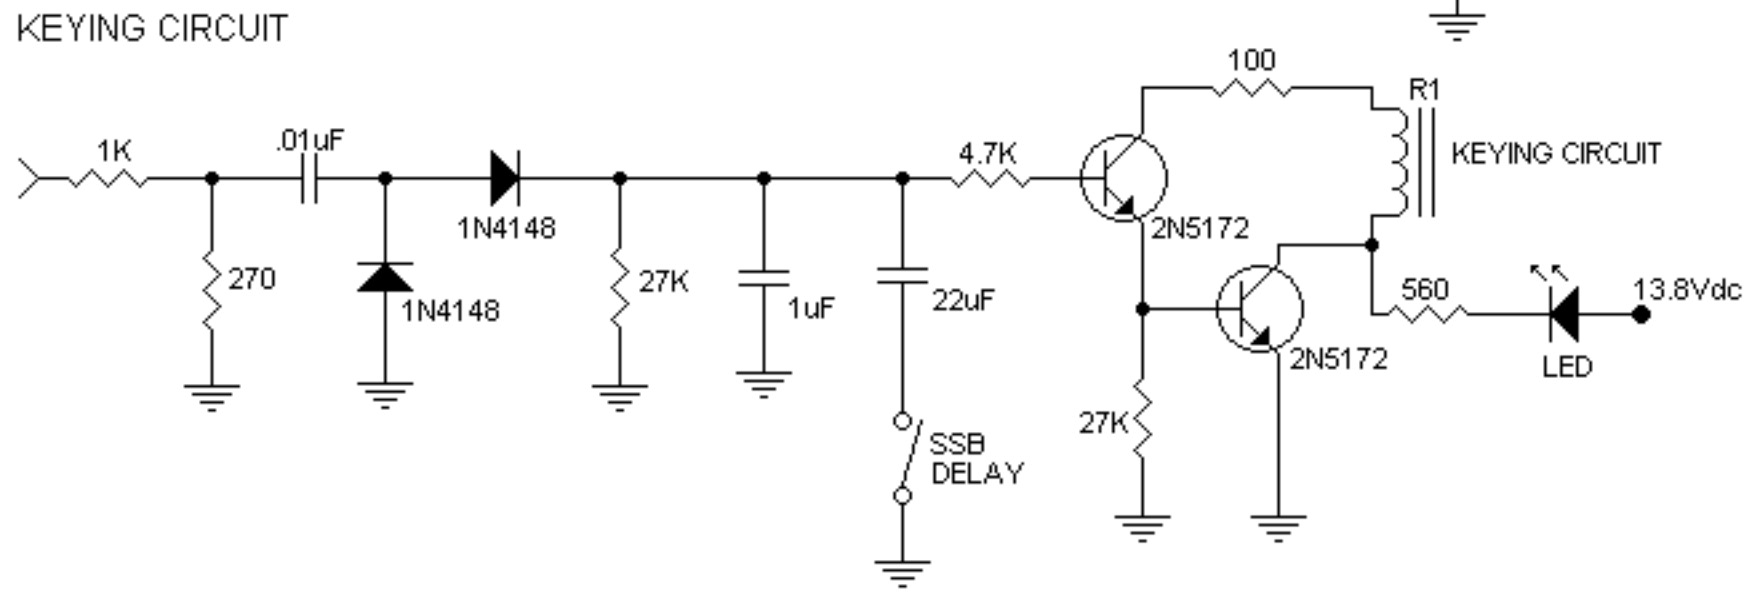 KEYING CIRCUIT
100
R1
1K
.01uF
4.7K
KEYING CIRCUIT
1N4148
2N5172
270
1N4148
27K
1uF
22uF
560
13.8Vdc
2N5172
LED
27K
SSB
DELAY